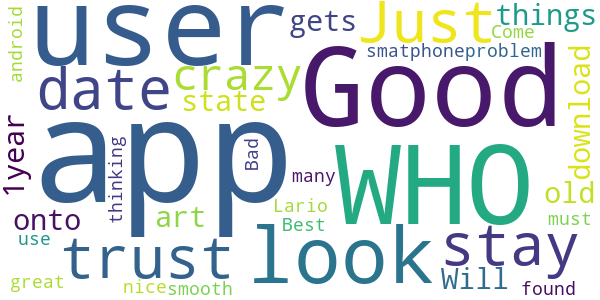 user
Just
things
gets
Come
smatphoneproblem
android
crazy
date
state
Good
download
1year
app
thinking
Bad
WHO
many
old
art
Lario
onto
Best
must
use
trust
look
stay
Will
great
nice
smooth
found